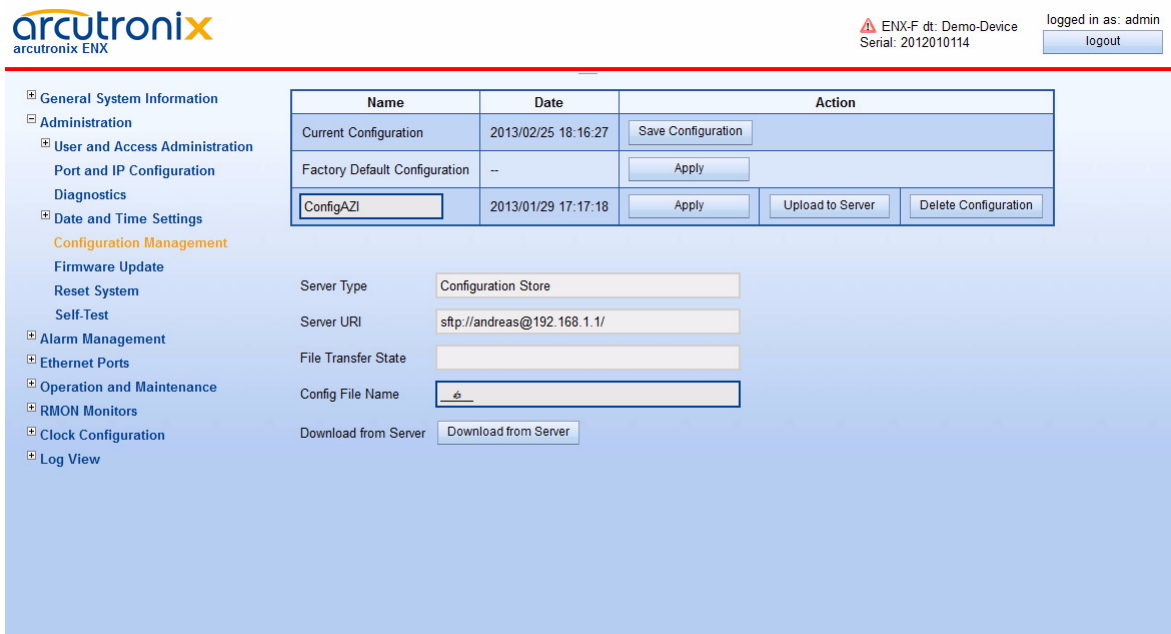 arcutronix
arcutronix ENX
ENX-F dt: Demo-Device
Serial: 2012010114
logged in as: admin
logout
General System Information
Administration
User and Access Administration
Port and IP Configuration
Diagnostics
Date and Time Settings
Configuration Management
Firmware Update
Reset System
Self-Test
Alarm Management
Ethernet Ports
Operation and Maintenance
RMON Monitors
Clock Configuration
Log View
Name Date Action
Current Configuration 2013/02/25 18:16:27 Save Configuration
Factory Default Configuration -- Apply
ConfigAZI 2013/01/29 17:17:18 Apply Upload to Server Delete Configuration
Server Type Configuration Store
Server URI sftp://andreas@192.168.1.1/
File Transfer State
Config File Name
Download from Server Download from Server